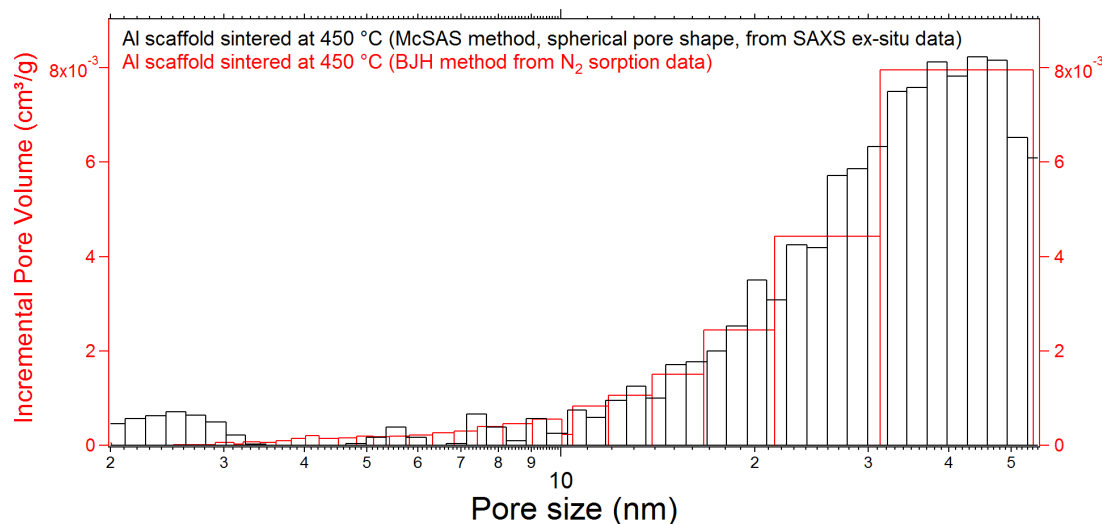 Al scaffold sintered at 450 °C (McSAS method, spherical pore shape, from SAXS ex-situ data)
Al scaffold sintered at 450 °C (BJH method from N₂ sorption data)
Incremental Pore Volume (cm³/g)
8x10⁻³
6
4
2
0
8x10⁻³
6
4
2
0
2 3 4 5 6 7 8 9 10 2 3 4 5
Pore size (nm)